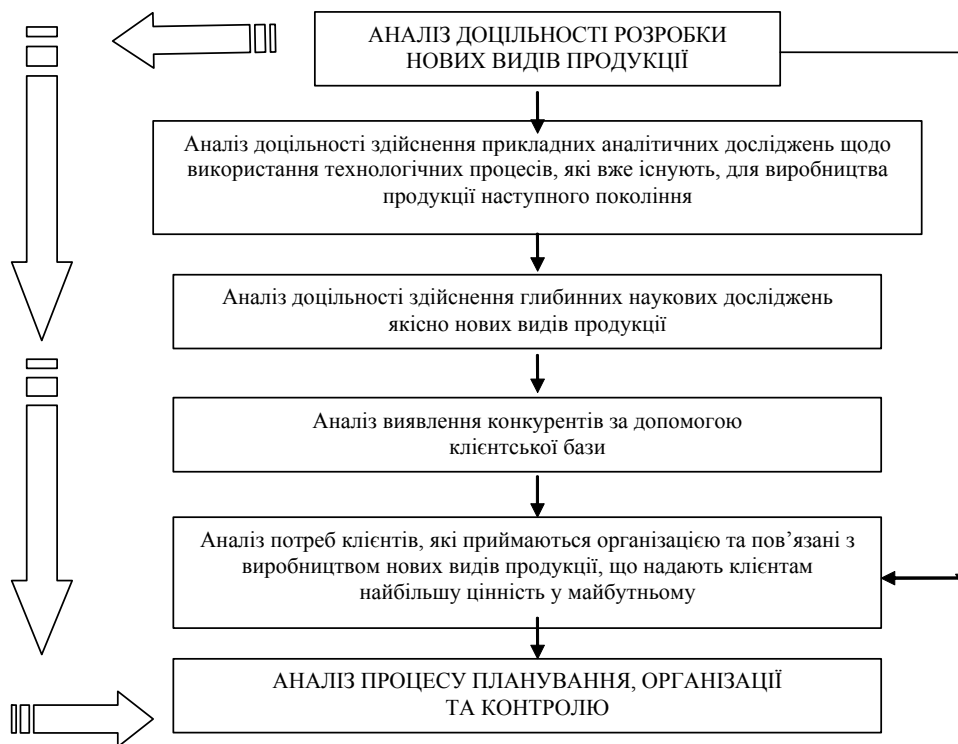 АНАЛІЗ ДОЦІЛЬНОСТІ РОЗРОБКИ
НОВИХ ВИДІВ ПРОДУКЦІЇ
Аналіз доцільності здійснення прикладних аналітичних досліджень щодо
використання технологічних процесів, які вже існують, для виробництва
продукції наступного покоління
Аналіз доцільності здійснення глибинних наукових досліджень
якісно нових видів продукції
Аналіз виявлення конкурентів за допомогою
клієнтської бази
Аналіз потреб клієнтів, які приймаються організацією та пов’язані з
виробництвом нових видів продукції, що надають клієнтам
найбільшу цінність у майбутньому
АНАЛІЗ ПРОЦЕСУ ПЛАНУВАННЯ, ОРГАНІЗАЦІЇ
ТА КОНТРОЛЮ